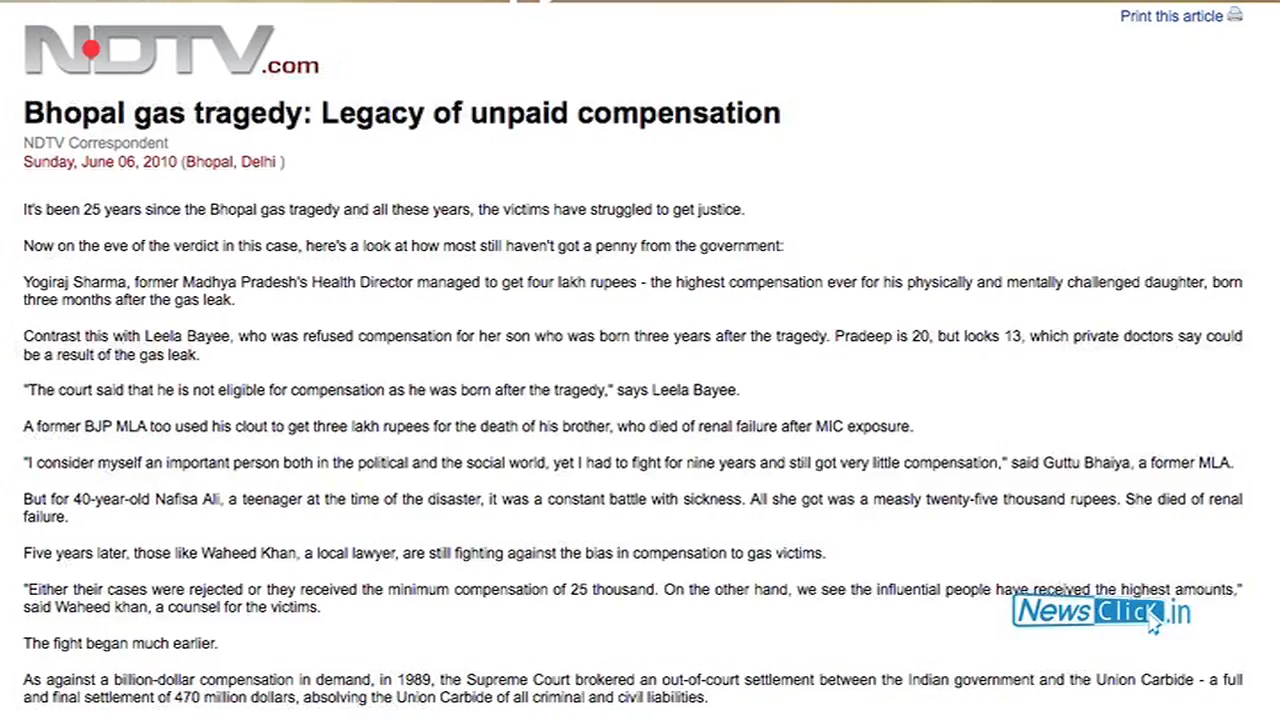 Print this article
NDTV.com
Bhopal gas tragedy: Legacy of unpaid compensation
NDTV Correspondent
Sunday, June 06, 2010 (Bhopal, Delhi )
It's been 25 years since the Bhopal gas tragedy and all these years, the victims have struggled to get justice.
Now on the eve of the verdict in this case, here's a look at how most still haven't got a penny from the government:
Yogiraj Sharma, former Madhya Pradesh's Health Director managed to get four lakh rupees - the highest compensation ever for his physically and mentally challenged daughter, born
three months after the gas leak.
Contrast this with Leela Bayee, who was refused compensation for her son who was born three years after the tragedy. Pradeep is 20, but looks 13, which private doctors say could
be a result of the gas leak.
"The court said that he is not eligible for compensation as he was born after the tragedy," says Leela Bayee.
A former BJP MLA too used his clout to get three lakh rupees for the death of his brother, who died of renal failure after MIC exposure.
"I consider myself an important person both in the political and the social world, yet I had to fight for nine years and still got very little compensation," said Guttu Bhaiya, a former MLA.
But for 40-year-old Nafisa Ali, a teenager at the time of the disaster, it was a constant battle with sickness. All she got was a measly twenty-five thousand rupees. She died of renal
failure.
Five years later, those like Waheed Khan, a local lawyer, are still fighting against the bias in compensation to gas victims.
"Either their cases were rejected or they received the minimum compensation of 25 thousand. On the other hand, we see the influential people have received the highest amounts,"
said Waheed khan, a counsel for the victims.
NewsClick.in
The fight began much earlier.
As against a billion-dollar compensation in demand, in 1989, the Supreme Court brokered an out-of-court settlement between the Indian government and the Union Carbide - a full
and final settlement of 470 million dollars, absolving the Union Carbide of all criminal and civil liabilities.